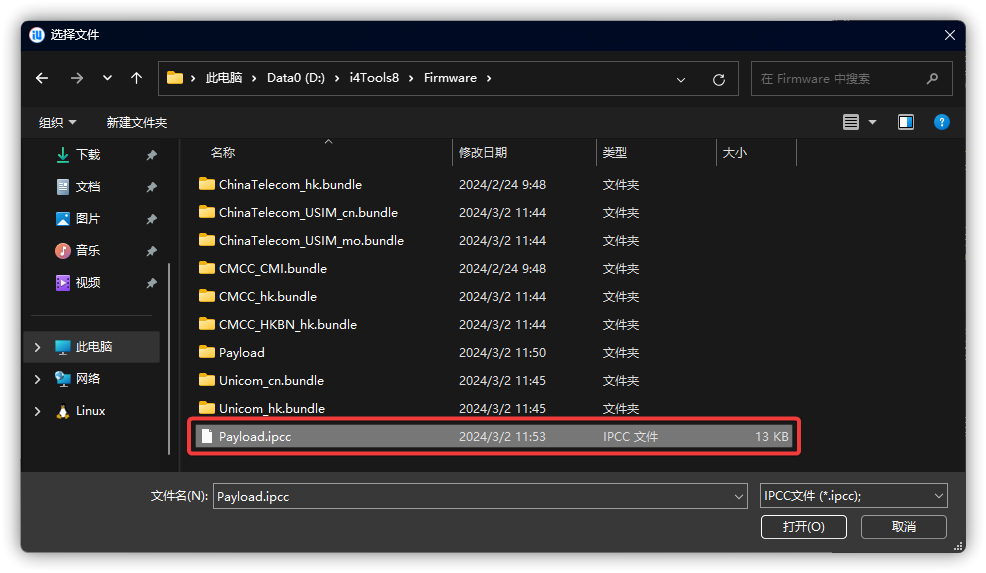 选择文件
此电脑 › Data0 (D:) › i4Tools8 › Firmware ›
在 Firmware 中搜索
组织 新建文件夹
下载
文档
图片
音乐
视频
此电脑
网络
Linux
名称 修改日期 类型 大小
ChinaTelecom_hk.bundle 2024/2/24 9:48 文件夹
ChinaTelecom_USIM_cn.bundle 2024/3/2 11:44 文件夹
ChinaTelecom_USIM_mo.bundle 2024/3/2 11:44 文件夹
CMCC_CMI.bundle 2024/2/24 9:48 文件夹
CMCC_hk.bundle 2024/3/2 11:44 文件夹
CMCC_HKBN_hk.bundle 2024/3/2 11:44 文件夹
Payload 2024/3/2 11:50 文件夹
Unicom_cn.bundle 2024/3/2 11:45 文件夹
Unicom_hk.bundle 2024/3/2 11:45 文件夹
Payload.ipcc 2024/3/2 11:53 IPCC 文件 13 KB
文件名(N): Payload.ipcc IPCC文件 (*.ipcc);
打开(O) 取消